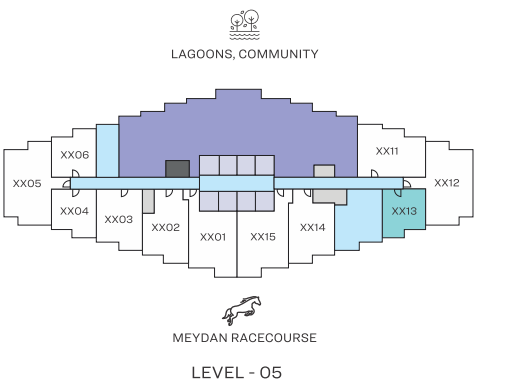 LAGOONS, COMMUNITY
XX06
XX11
XX05
XX12
XX04
XX03
XX02
XX01
XX15
XX14
XX13
MEYDAN RACECOURSE
LEVEL - 05